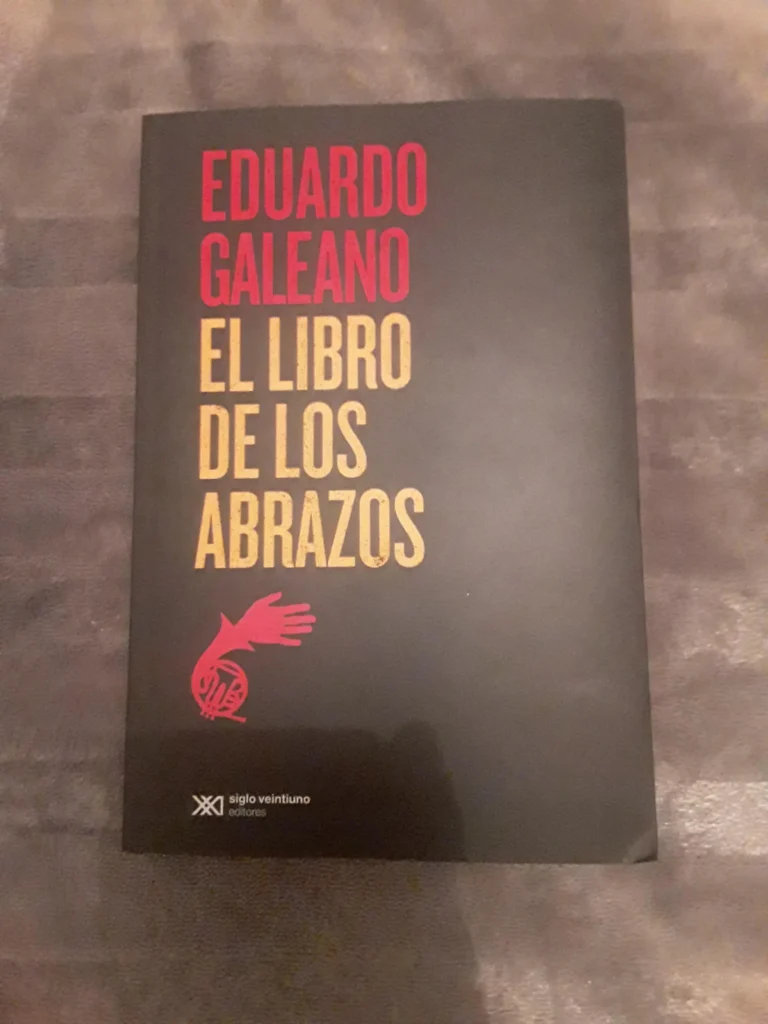 EDUARDO
GALEANO
EL LIBRO
DE LOS
ABRAZOS
siglo veintiuno
editores